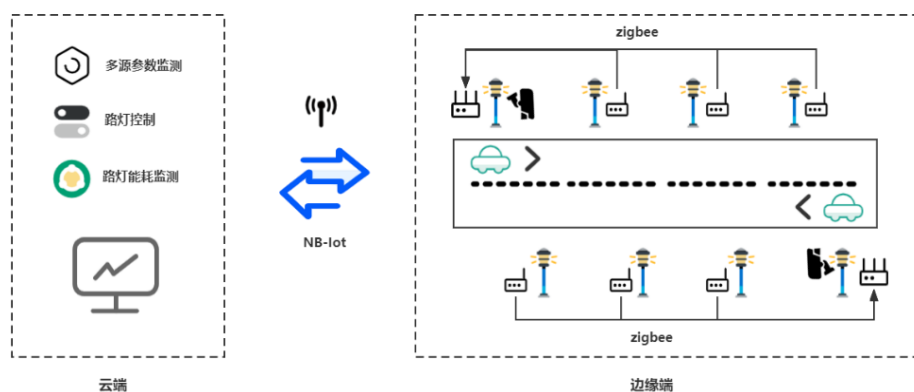 zigbee
多源参数监测
路灯控制
路灯能耗监测
NB-Iot
zigbee
云端
边缘端